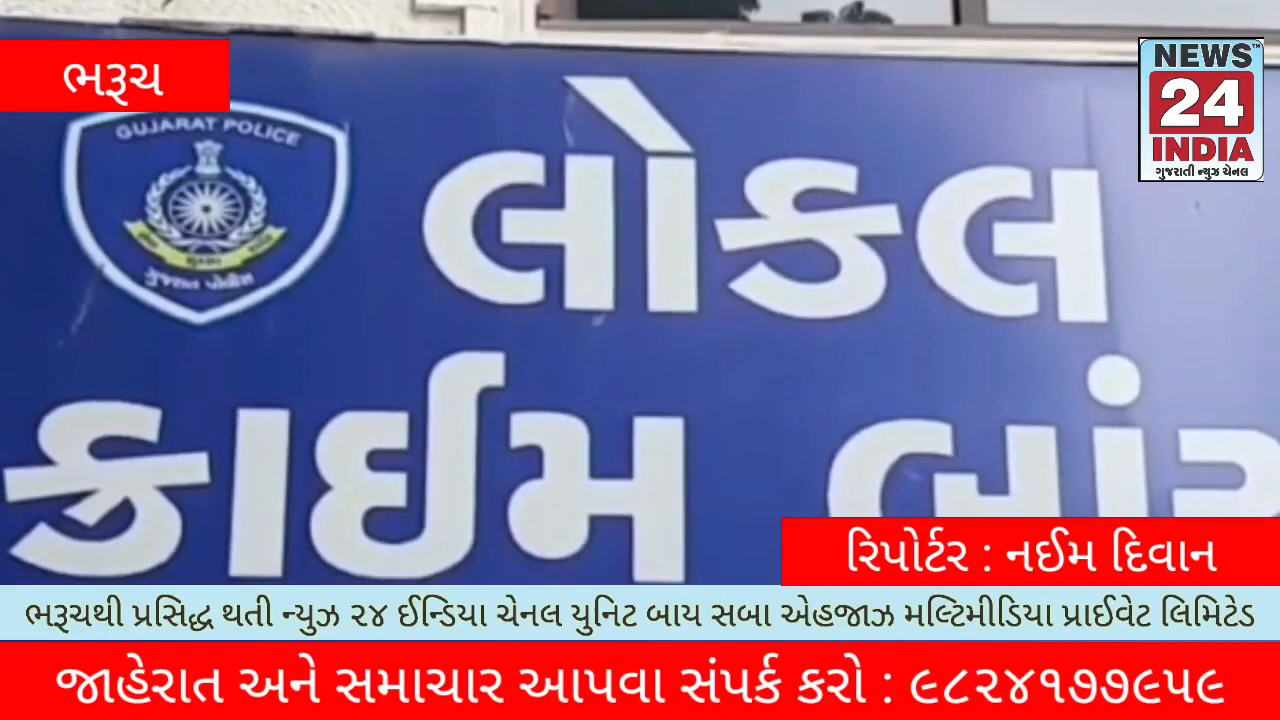 ભરૂચ
NEWS
24
INDIA
ગુજરાતી ન્યુઝ ચેનલ
GUJARAT POLICE
ગુજરાત પોલીસ
લોકલ
ક્રાઈમ બ્રાંચ
રિપોર્ટર : નઈમ દિવાન
ભરૂચથી પ્રસિદ્ધ થતી ન્યુઝ ૨૪ ઈન્ડિયા ચેનલ યુનિટ બાય સબા એહજાઝ મલ્ટિમીડિયા પ્રાઈવેટ લિમિટેડ
જાહેરાત અને સમાચાર આપવા સંપર્ક કરો : ૯૮૨૪૧૭૭૯૫૯